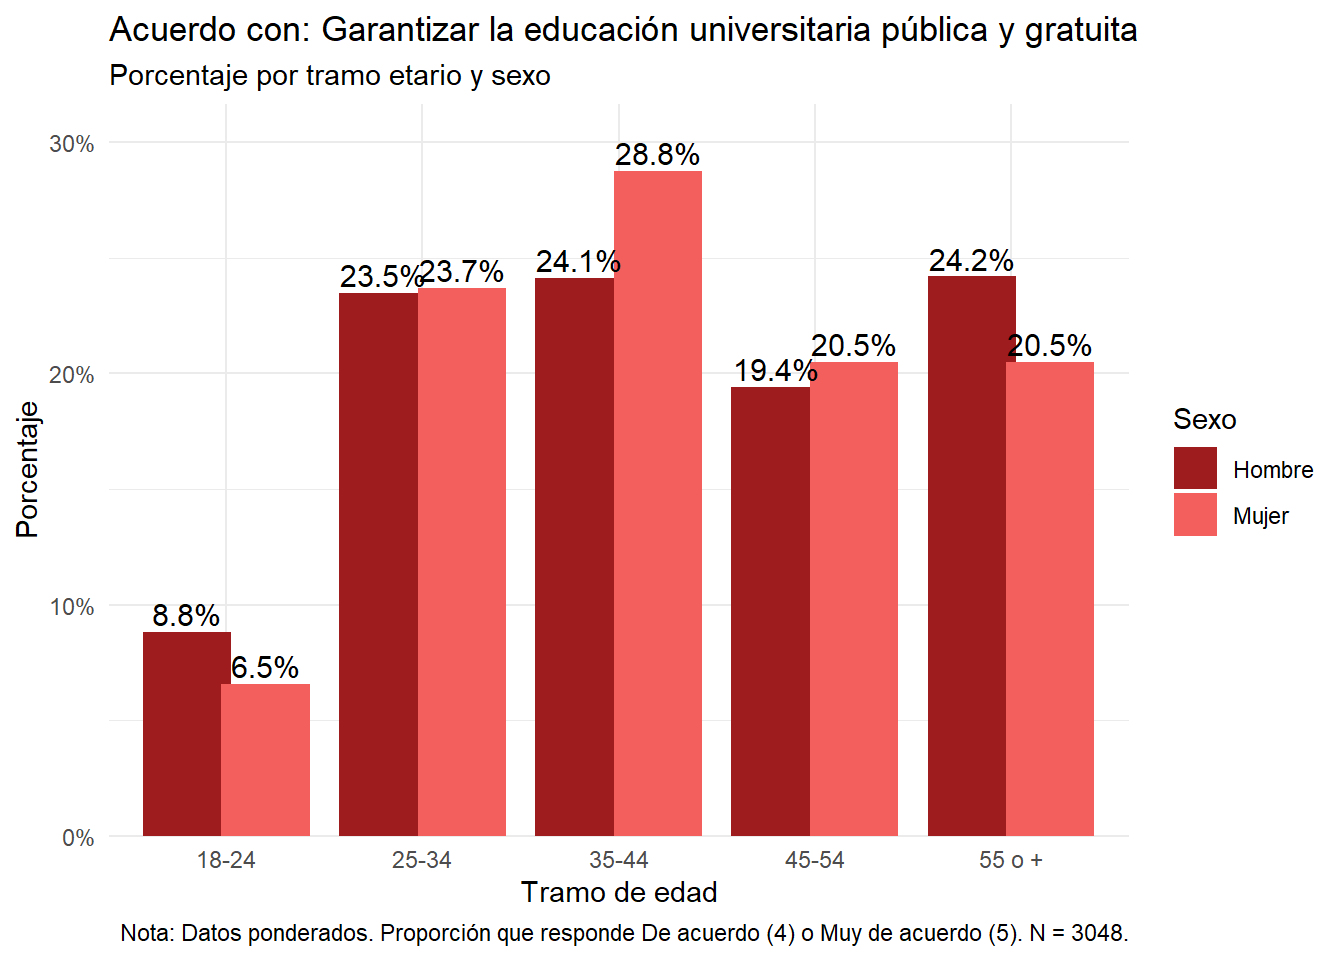 Acuerdo con: Garantizar la educación universitaria pública y gratuita
Porcentaje por tramo etario y sexo
30%
20%
10%
0%
Porcentaje
8.8%
6.5%
23.5%
23.7%
24.1%
28.8%
19.4%
20.5%
24.2%
20.5%
18-24
25-34
35-44
45-54
55 o +
Tramo de edad
Sexo
Hombre
Mujer
Nota: Datos ponderados. Proporción que responde De acuerdo (4) o Muy de acuerdo (5). N = 3048.